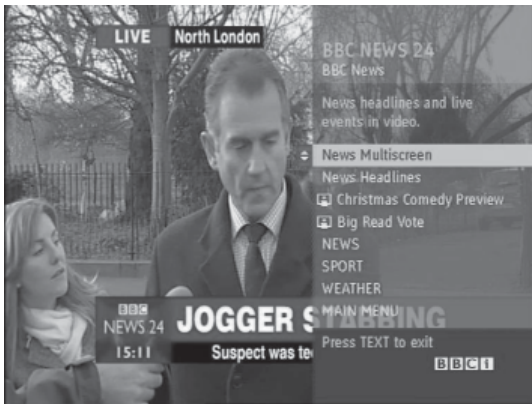 LIVE North London
BBC NEWS 24
BBC News
News headlines and live
events in video.
News Multiscreen
News Headlines
Christmas Comedy Preview
Big Read Vote
NEWS
SPORT
WEATHER
MAIN MENU
Press TEXT to exit
BBCi
BBC
NEWS 24
15:11
JOGGER STABBING
Suspect was